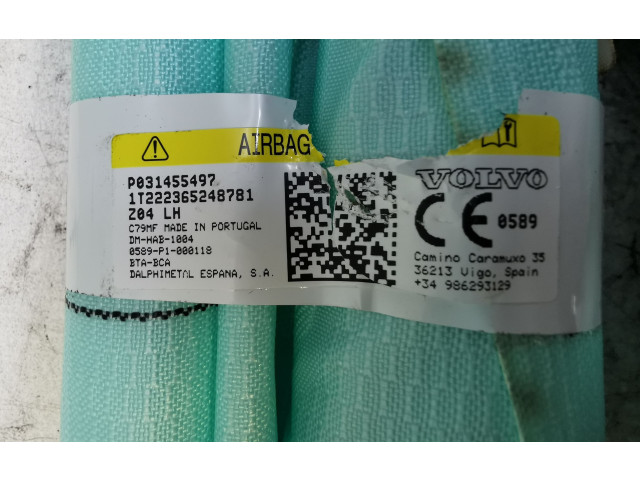 AIRBAG
P031455497
1T222365248781
Z04 LH
C79MF MADE IN PORTUGAL
DM-HAB-1004
0589-P1-000118
BTA-BCA
DALPHIMETAL ESPANA, S.A.
VOLVO
CE 0589
Camino Caramuxo 35
36213 Vigo, Spain
+34 986293129